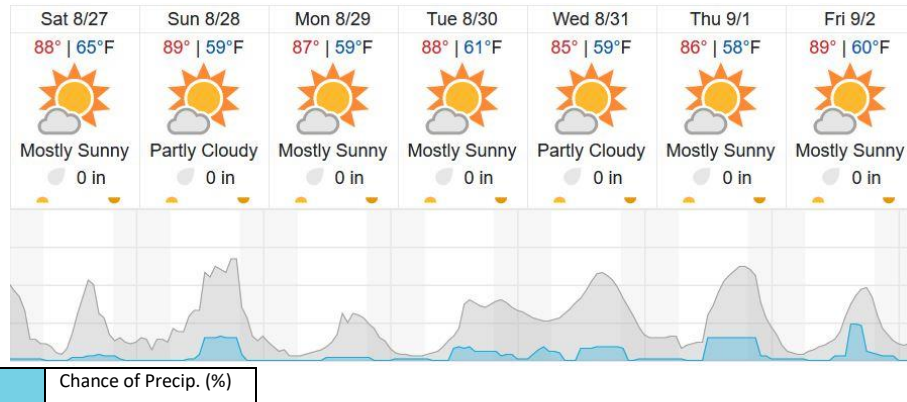 Sat 8/27 Sun 8/28 Mon 8/29 Tue 8/30 Wed 8/31 Thu 9/1 Fri 9/2
88° | 65°F 89° | 59°F 87° | 59°F 88° | 61°F 85° | 59°F 86° | 58°F 89° | 60°F
Mostly Sunny Partly Cloudy Mostly Sunny Mostly Sunny Partly Cloudy Mostly Sunny Mostly Sunny
0 in 0 in 0 in 0 in 0 in 0 in 0 in
Chance of Precip. (%)